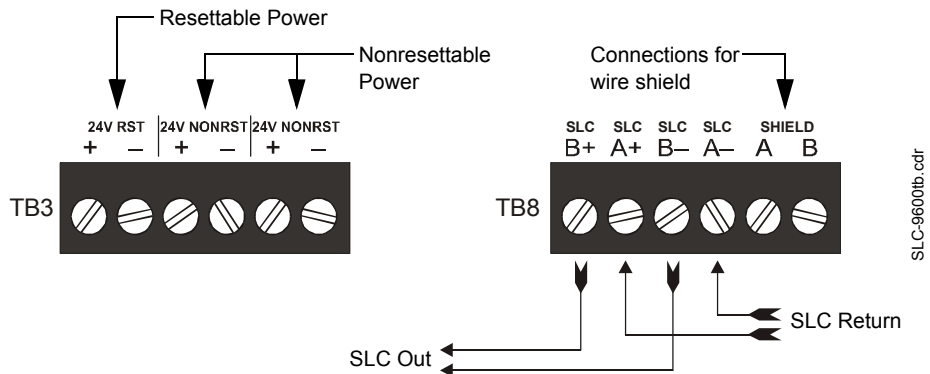 Resettable Power
Nonresettable
Power
Connections for
wire shield
24V RST 24V NONRST 24V NONRST
+ – + – + –
SLC SLC SLC SLC SHIELD
B+ A+ B– A– A B
TB3
TB8
SLC Return
SLC Out
SLC-9600tb.cdr